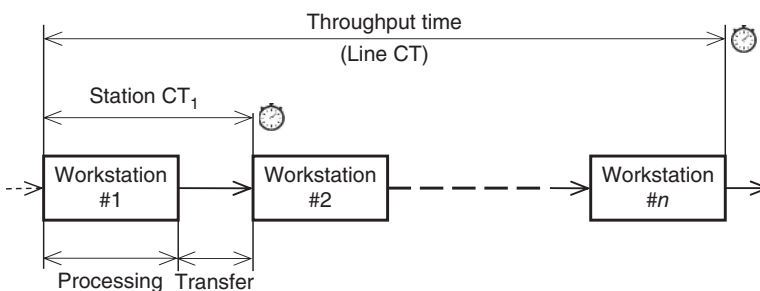 Throughput time
(Line CT)
Station CT₁
Workstation
#1
Workstation
#2
Workstation
#n
Processing
Transfer